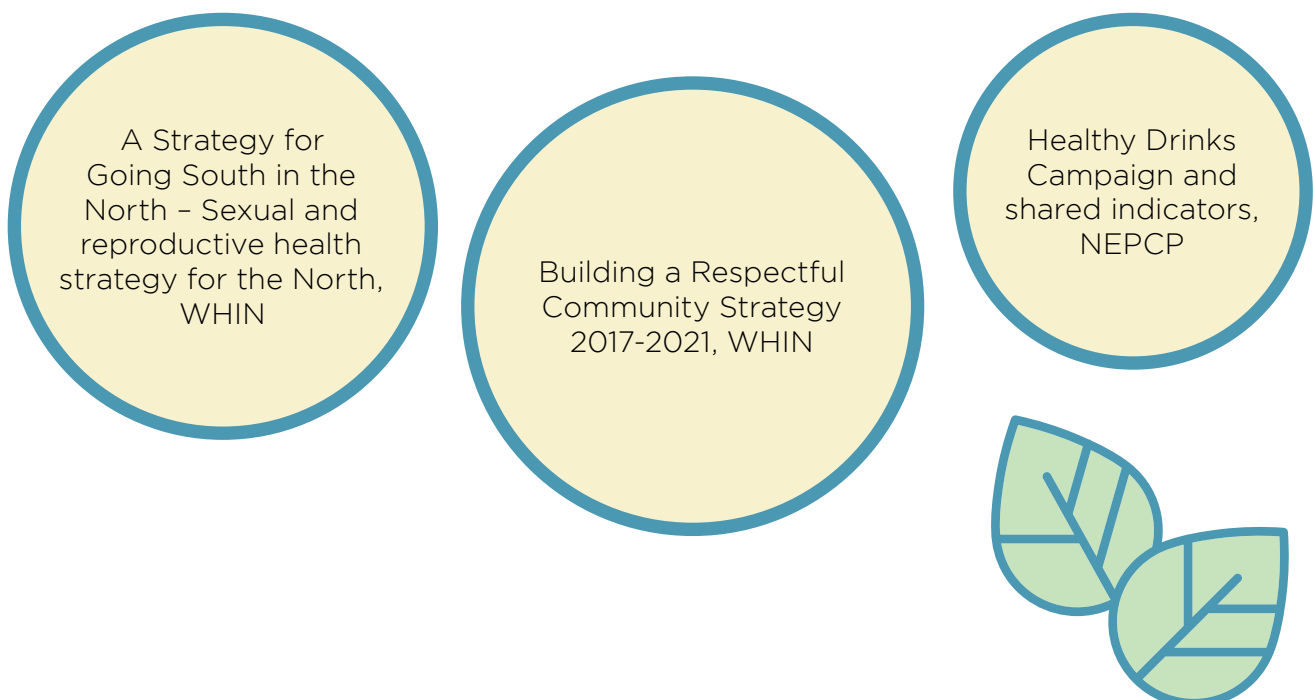 A Strategy for
Going South in the
North – Sexual and
reproductive health
strategy for the North,
WHIN
Building a Respectful
Community Strategy
2017-2021, WHIN
Healthy Drinks
Campaign and
shared indicators,
NEPCP